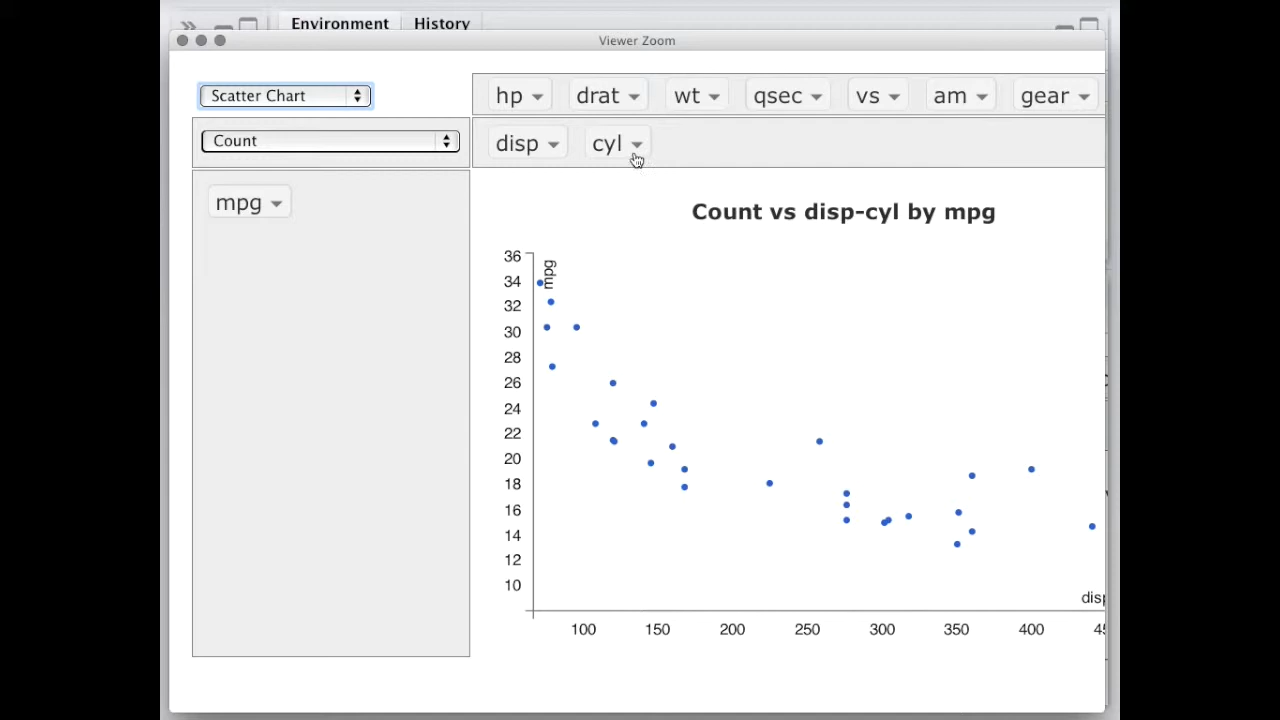 Environment History
Viewer Zoom
Scatter Chart
hp drat wt qsec vs am gear
Count
disp cyl
mpg
Count vs disp-cyl by mpg
mpg
36
34
32
30
28
26
24
22
20
18
16
14
12
10
disp
100 150 200 250 300 350 400